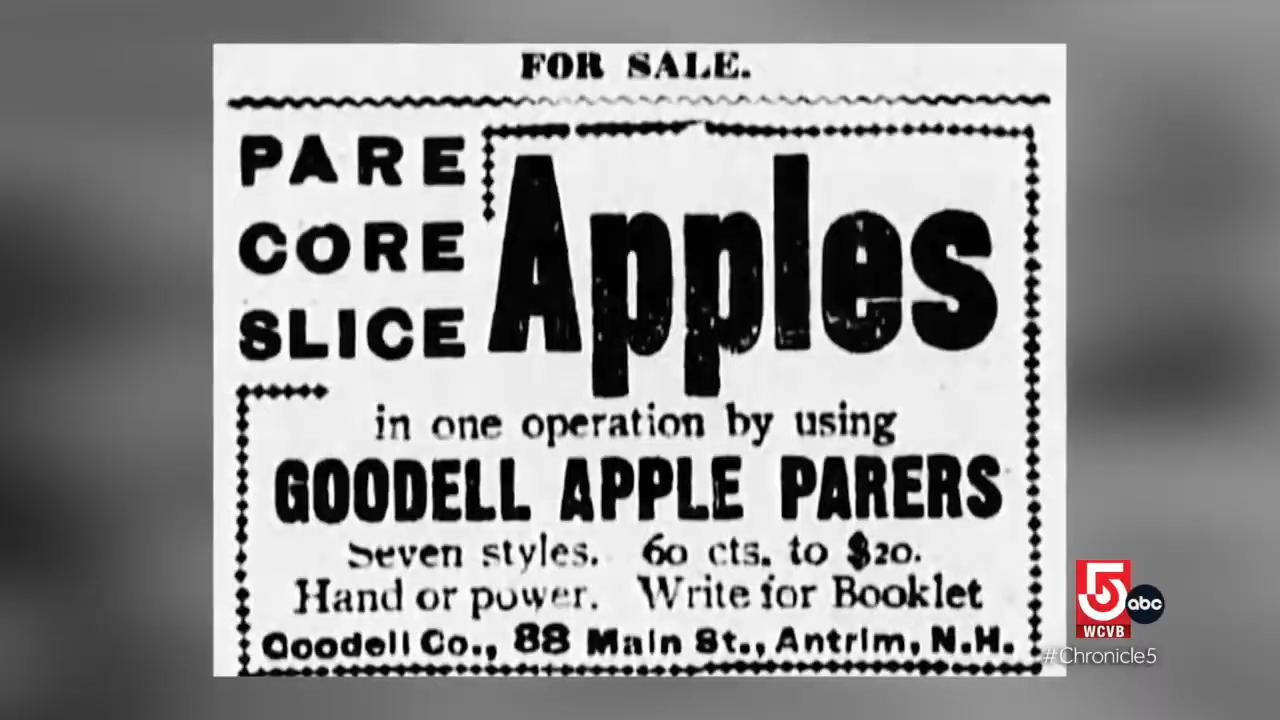 FOR SALE.
PARE
CORE
SLICE
Apples
in one operation by using
GOODELL APPLE PARERS
Seven styles. 60 cts. to $20.
Hand or power. Write for Booklet
Goodell Co., 88 Main St., Antrim, N.H.
5 abc
WCVB
#Chronicle5